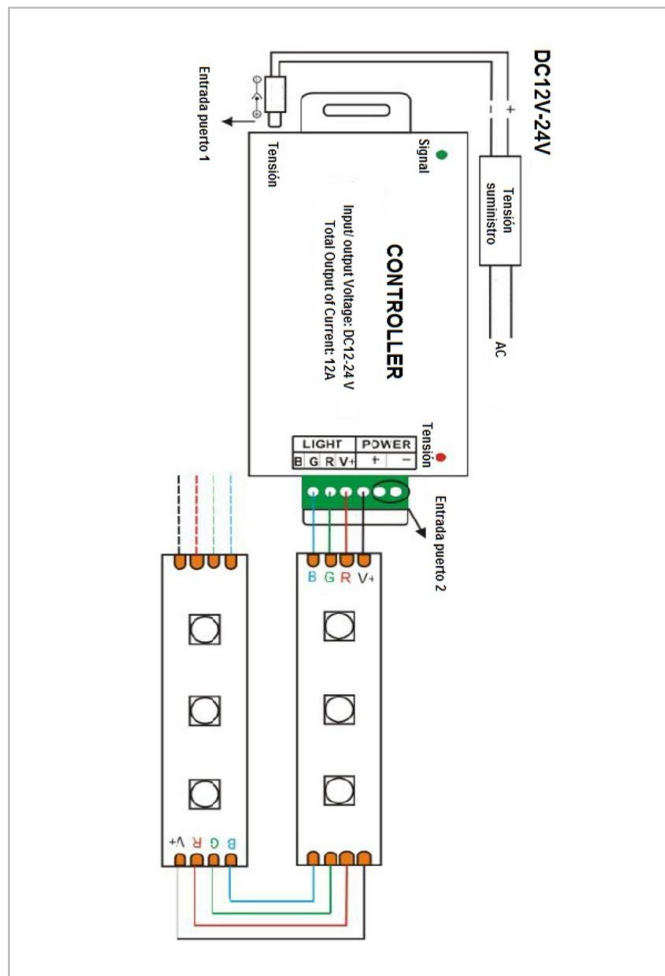 DC12V-24V
+
-
Tensión
suministro
AC
Entrada puerto 1
Tensión
Signal
CONTROLLER
Input/ output Voltage: DC12-24 V
Total Output of Current: 12A
Tensión
LIGHT POWER
B G R V+ + -
Entrada puerto 2
B G R V+
V+ R G B